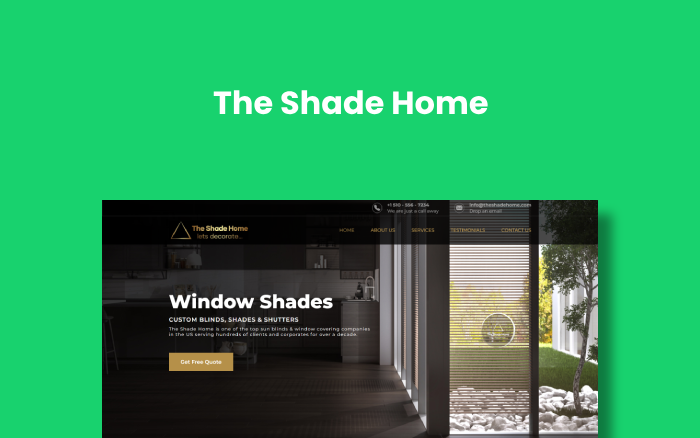 The Shade Home
+1 510 - 556 - 7334
We are just a call away
info@theshadehome.com
Drop an email
The Shade Home
lets decorate...
HOME
ABOUT US
SERVICES
TESTIMONIALS
CONTACT US
Window Shades
CUSTOM BLINDS, SHADES & SHUTTERS
The Shade Home is one of the top sun blinds & window covering companies
in the US serving hundreds of clients and corporates for over a decade.
Get Free Quote